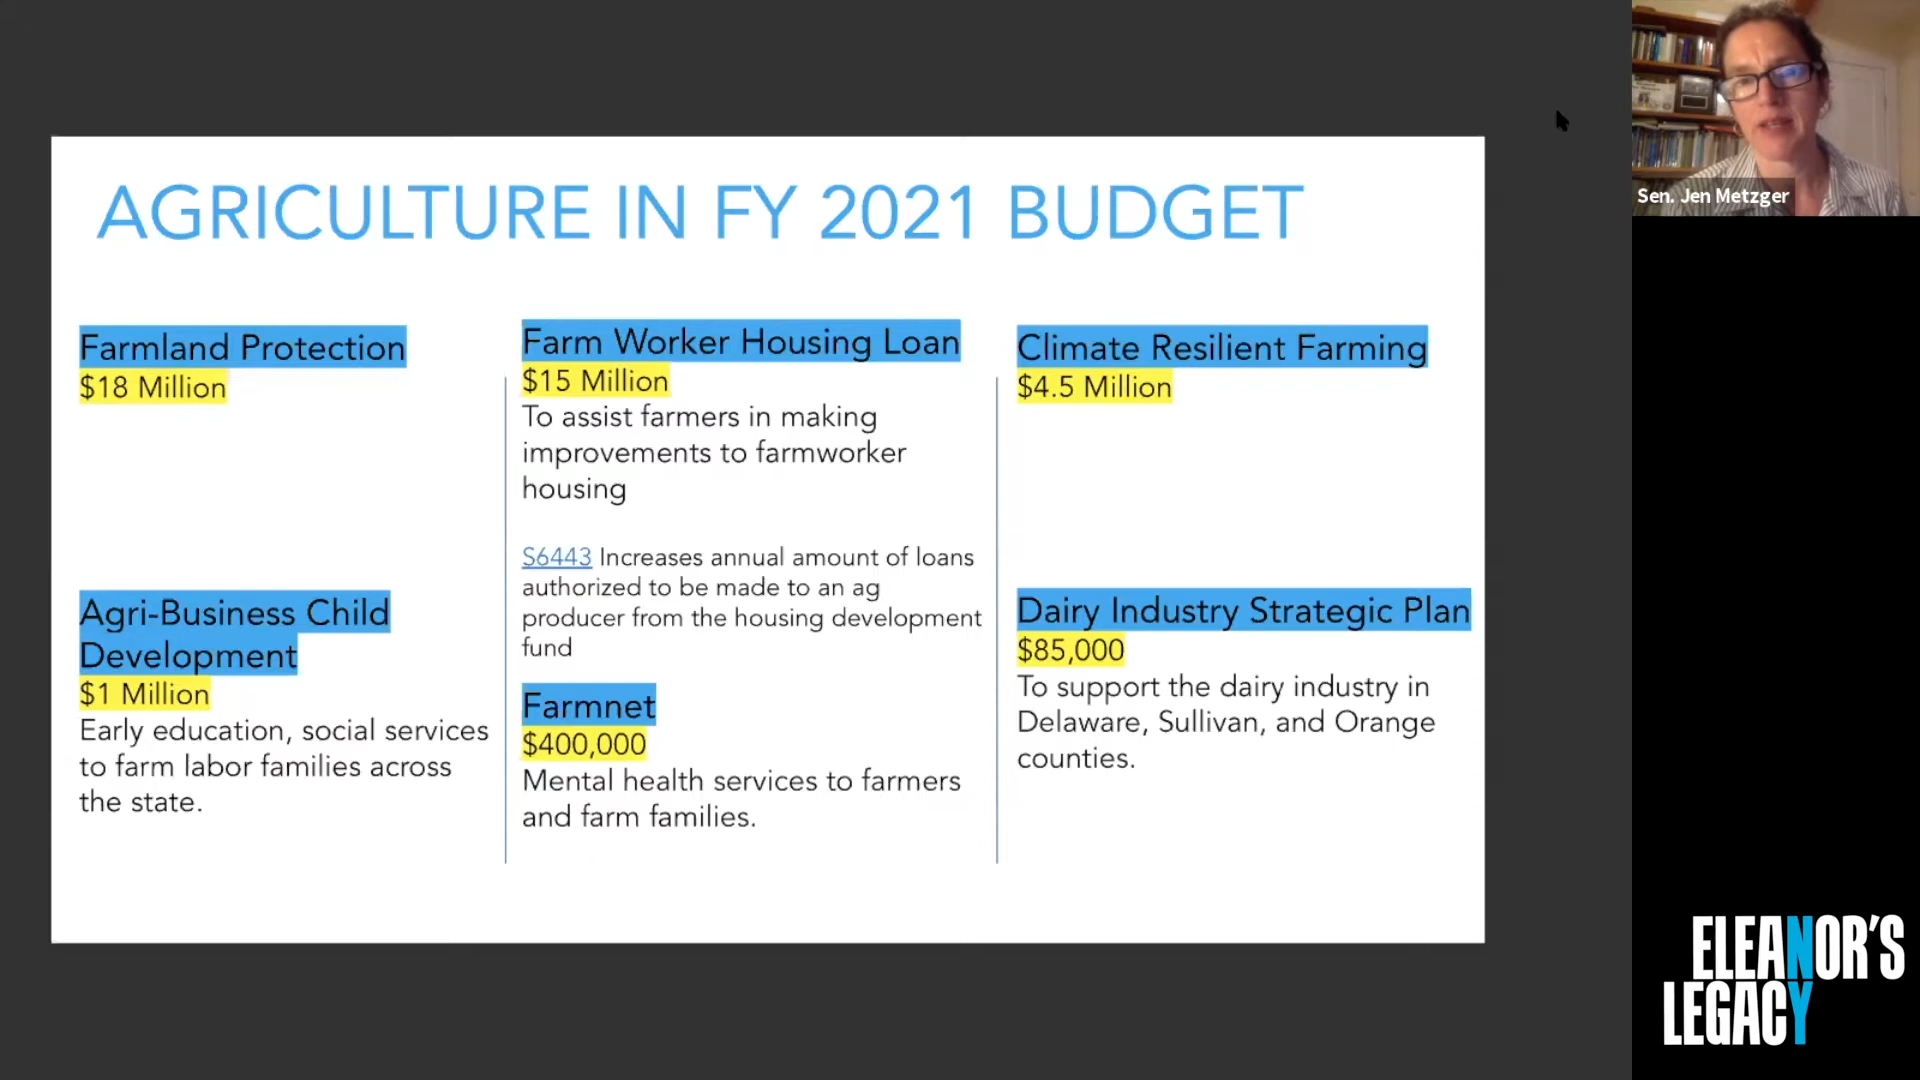 AGRICULTURE IN FY 2021 BUDGET
Farmland Protection
$18 Million
Agri-Business Child
Development
$1 Million
Early education, social services
to farm labor families across
the state.
Farm Worker Housing Loan
$15 Million
To assist farmers in making
improvements to farmworker
housing
S6443 Increases annual amount of loans
authorized to be made to an ag
producer from the housing development
fund
Farmnet
$400,000
Mental health services to farmers
and farm families.
Climate Resilient Farming
$4.5 Million
Dairy Industry Strategic Plan
$85,000
To support the dairy industry in
Delaware, Sullivan, and Orange
counties.
Sen. Jen Metzger
ELEANOR'S
LEGACY